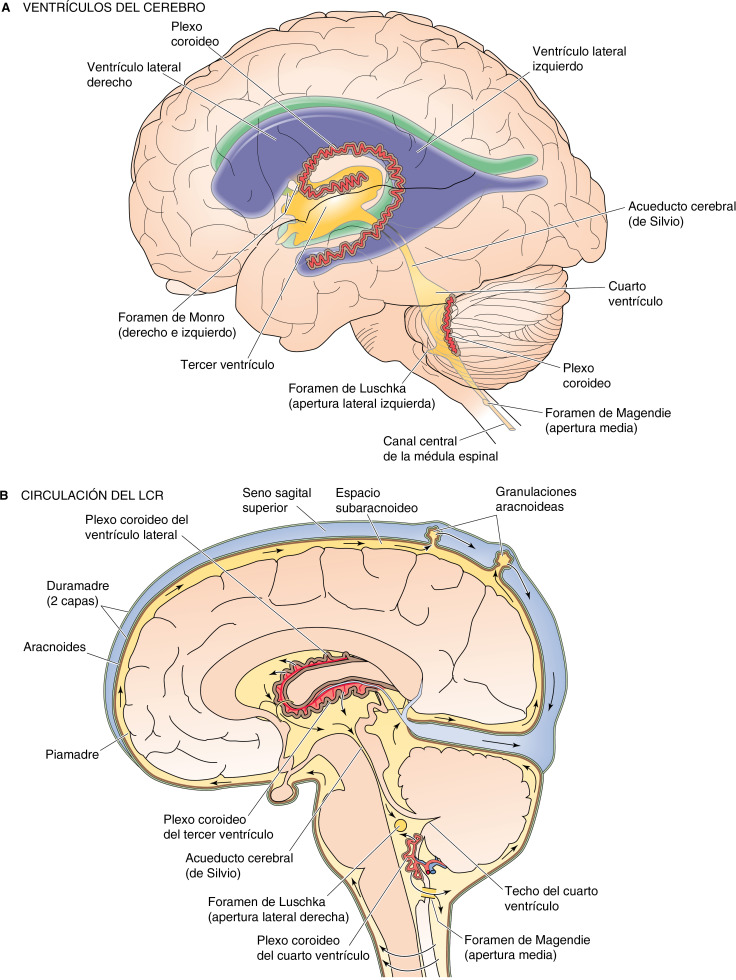 A VENTRÍCULOS DEL CEREBRO
Plexo
coroideo
Ventrículo lateral
derecho
Ventrículo lateral
izquierdo
Acueducto cerebral
(de Silvio)
Cuarto
ventrículo
Foramen de Monro
(derecho e izquierdo)
Tercer ventrículo
Plexo
coroideo
Foramen de Luschka
(apertura lateral izquierda)
Foramen de Magendie
(apertura media)
Canal central
de la médula espinal
B CIRCULACIÓN DEL LCR
Seno sagital
superior
Espacio
subaracnoideo
Granulaciones
aracnoideas
Plexo coroideo del
ventrículo lateral
Duramadre
(2 capas)
Aracnoides
Piamadre
Plexo coroideo
del tercer ventrículo
Acueducto cerebral
(de Silvio)
Foramen de Luschka
(apertura lateral derecha)
Techo del cuarto
ventrículo
Plexo coroideo
del cuarto ventrículo
Foramen de Magendie
(apertura media)